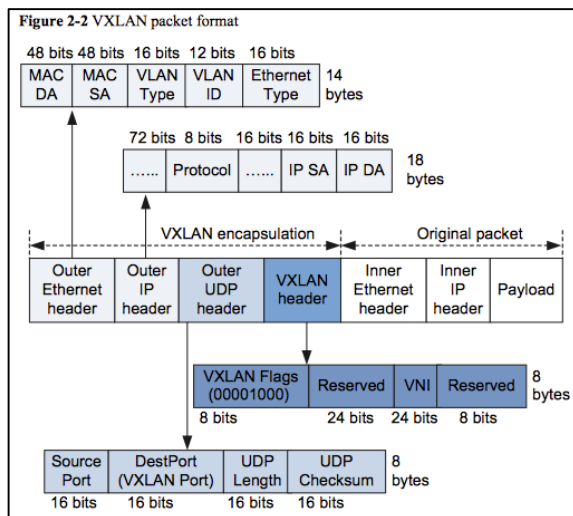 Figure 2-2 VXLAN packet format
48 bits 48 bits 16 bits 12 bits 16 bits
MAC DA MAC SA VLAN Type VLAN ID Ethernet Type
14 bytes
72 bits 8 bits 16 bits 16 bits 16 bits
...... Protocol ...... IP SA IP DA
18 bytes
VXLAN encapsulation Original packet
Outer Ethernet header Outer IP header Outer UDP header VXLAN header Inner Ethernet header Inner IP header Payload
VXLAN Flags (00001000) Reserved VNI Reserved
8 bytes
8 bits 24 bits 24 bits 8 bits
Source Port DestPort (VXLAN Port) UDP Length UDP Checksum
8 bytes
16 bits 16 bits 16 bits 16 bits